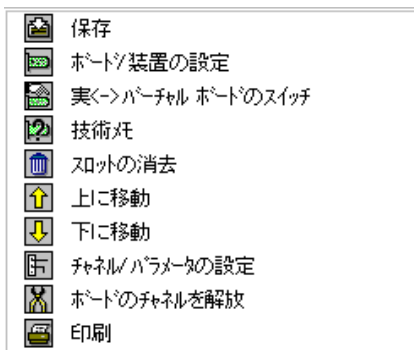 保存
ﾎﾞｰﾄﾞ/装置の設定
実<->ﾊﾞｰﾁｬﾙ ﾎﾞｰﾄﾞのｽｲｯﾁ
技術ﾒﾓ
ｽﾛｯﾄの消去
上に移動
下に移動
ﾁｬﾈﾙ/ﾊﾟﾗﾒｰﾀの設定
ﾎﾞｰﾄﾞのﾁｬﾈﾙを解放
印刷